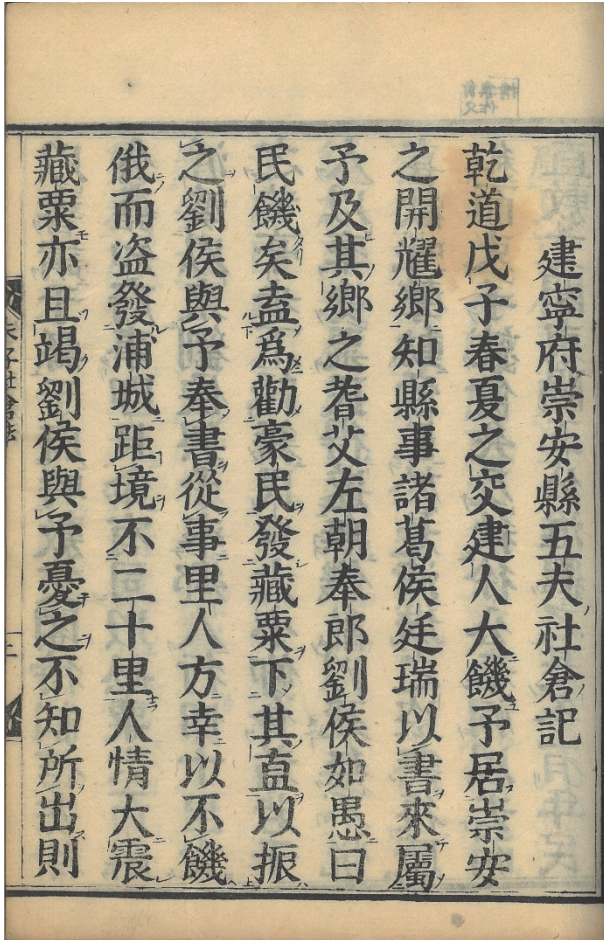 建寧府崇安縣五夫社倉記
乾道戊子春夏之交建人大饑予居崇安
之開耀鄉知縣事諸葛侯廷瑞以書來屬
予及其鄉之耆艾左朝奉郎劉侯如愚曰
民饑矣盍爲勸豪民發藏粟下其直以振
之劉侯與予奉書從事里人方幸以不饑
俄而盗發浦城距境不二十里人情大震
藏粟亦且竭劉侯與予憂之不知所出則